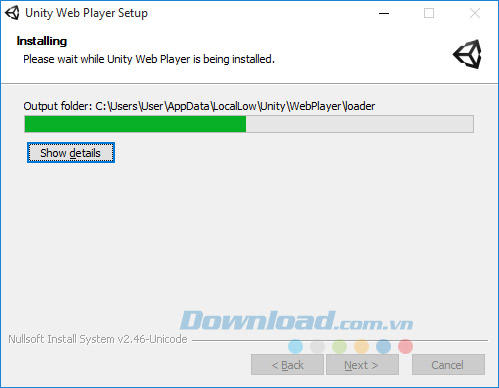 Unity Web Player Setup
Installing
Please wait while Unity Web Player is being installed.
Output folder: C:\Users\User\AppData\LocalLow\Unity\WebPlayer\loader
Show details
Download.com.vn
Nullsoft Install System v2.46-Unicode
< Back Next > Cancel